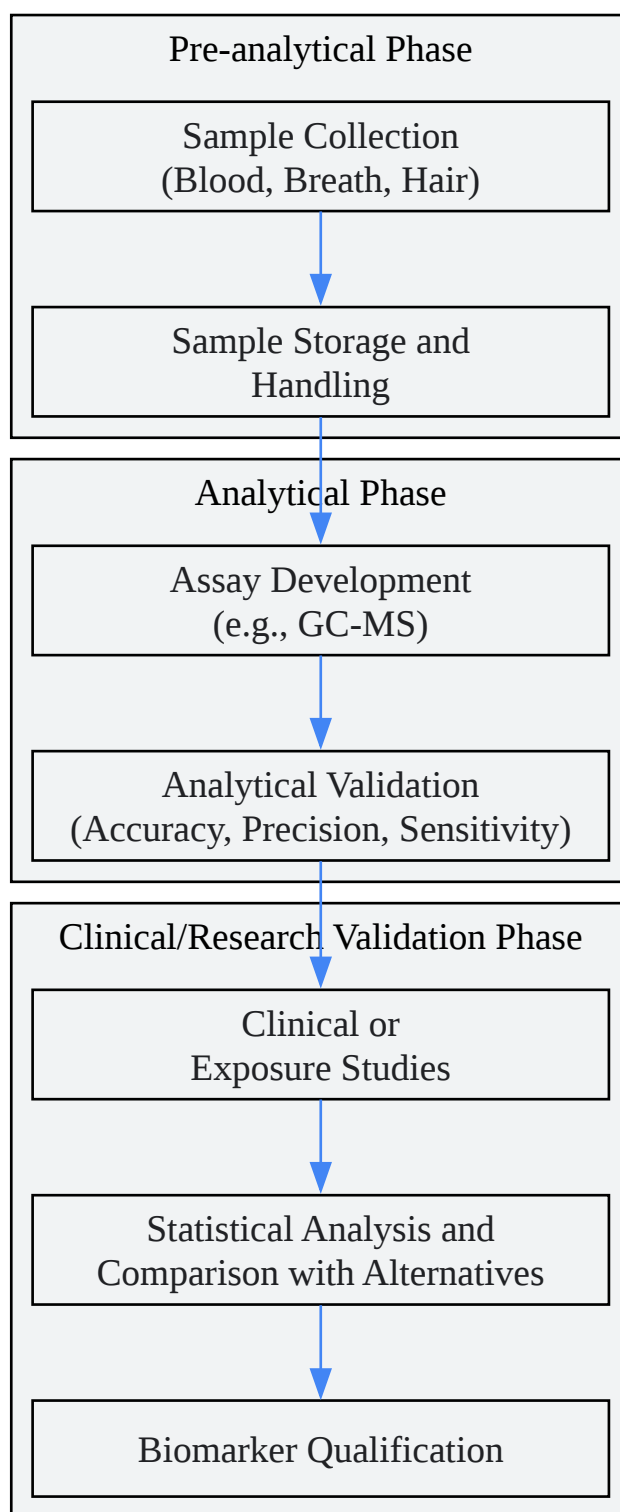 Pre-analytical Phase
Sample Collection
(Blood, Breath, Hair)
Sample Storage and
Handling
Analytical Phase
Assay Development
(e.g., GC-MS)
Analytical Validation
(Accuracy, Precision, Sensitivity)
Clinical/Research Validation Phase
Clinical or
Exposure Studies
Statistical Analysis and
Comparison with Alternatives
Biomarker Qualification